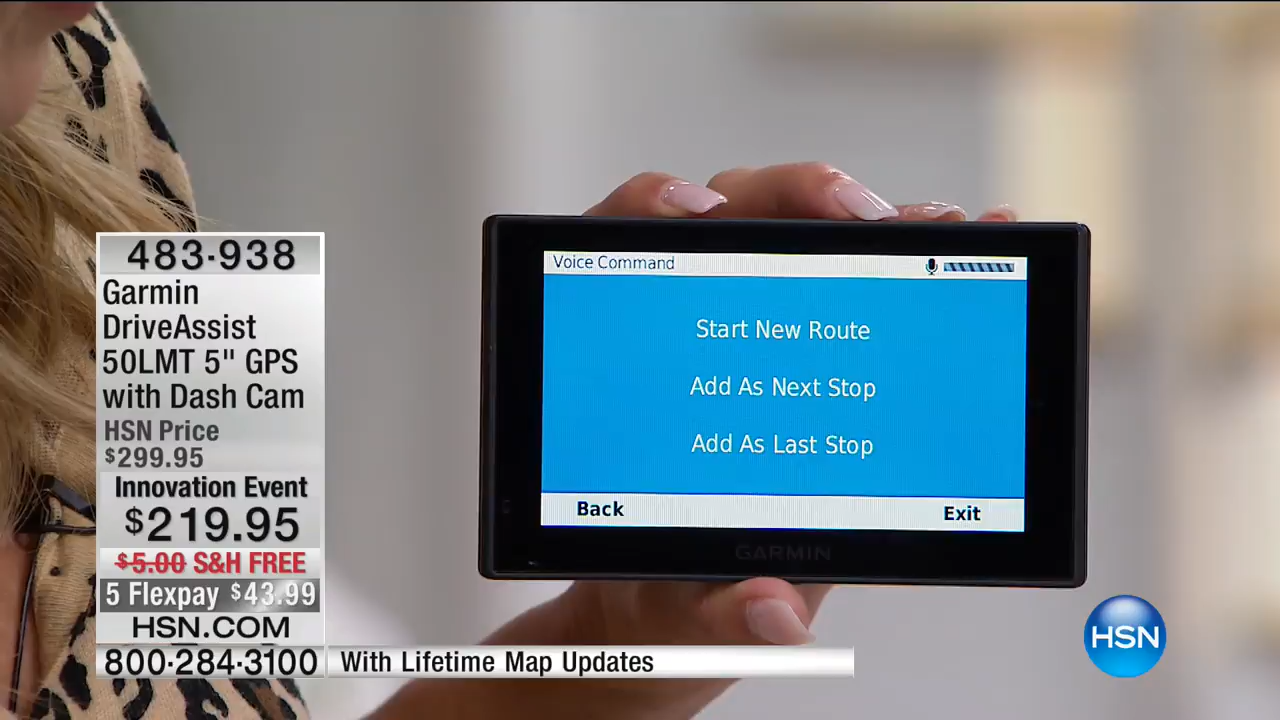 483-938
Garmin
DriveAssist
50LMT 5" GPS
with Dash Cam
HSN Price
$299.95
Innovation Event
$219.95
$5.00 S&H FREE
5 Flexpay $43.99
HSN.COM
800-284-3100
With Lifetime Map Updates
Voice Command
Start New Route
Add As Next Stop
Add As Last Stop
Back Exit
GARMIN
HSN